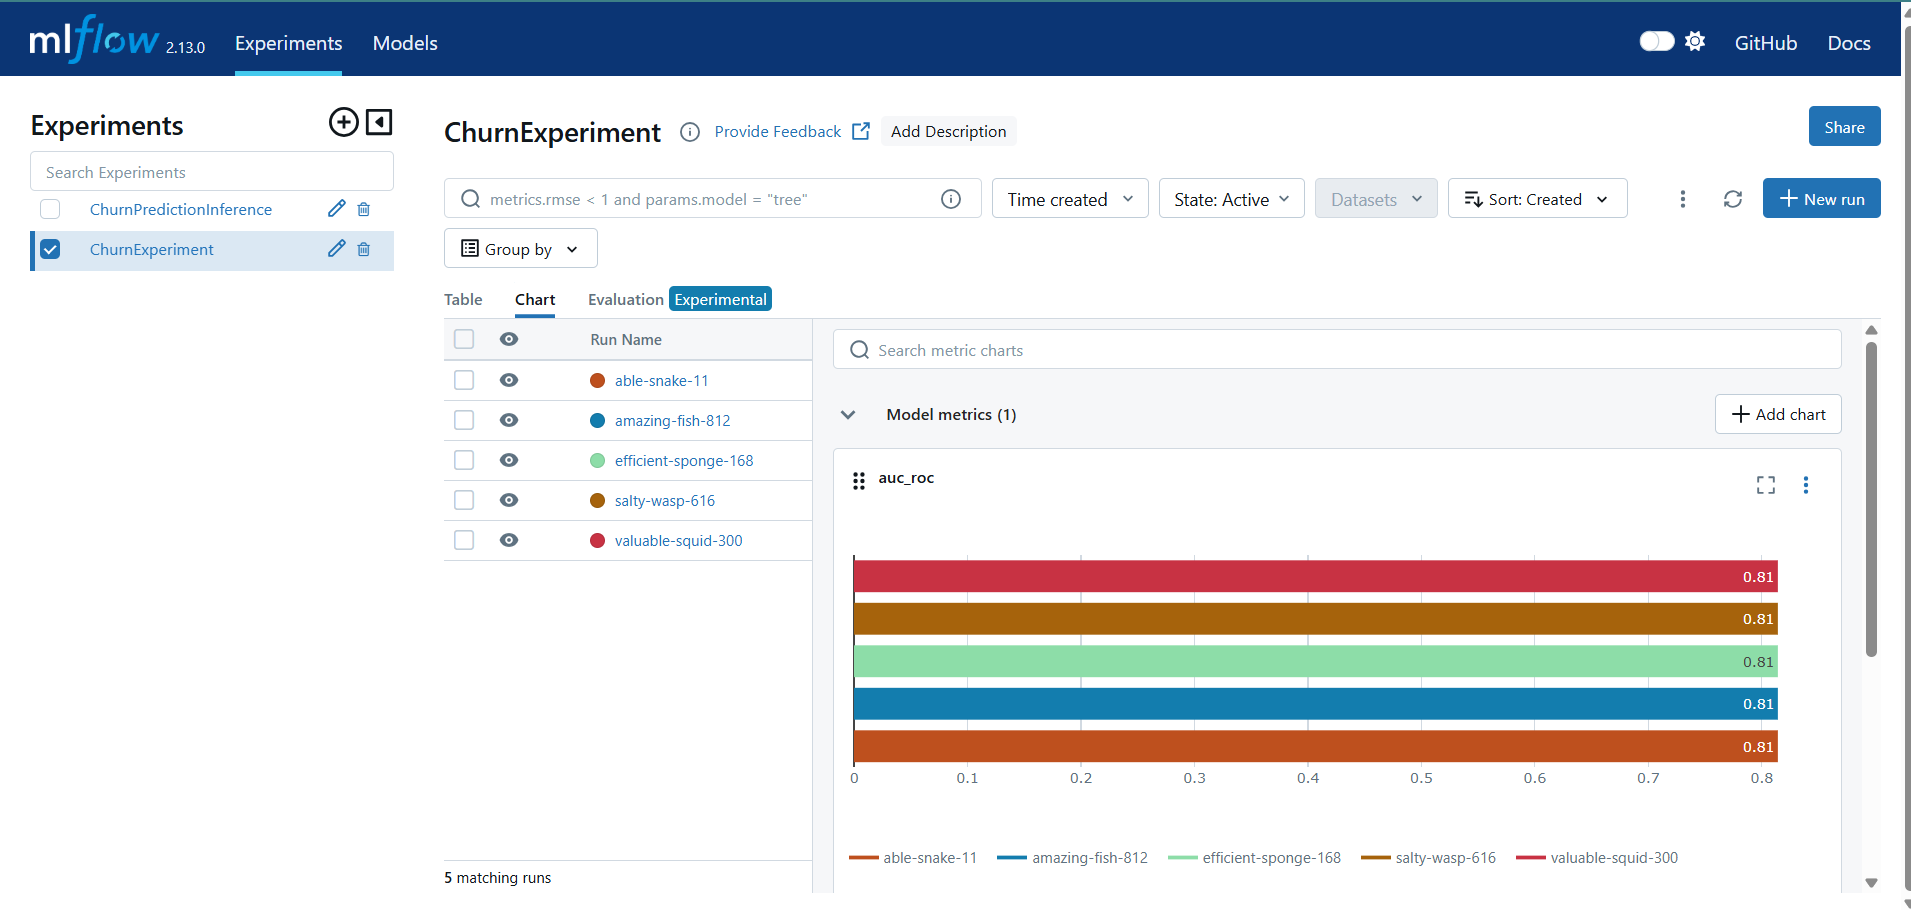 mlflow 2.13.0 Experiments Models GitHub Docs
Experiments
Search Experiments
ChurnPredictionInference
ChurnExperiment
ChurnExperiment Provide Feedback Add Description Share
metrics.rmse < 1 and params.model = "tree" Time created State: Active Datasets Sort: Created New run
Group by
Table Chart Evaluation Experimental
Run Name
able-snake-11
amazing-fish-812
efficient-sponge-168
salty-wasp-616
valuable-squid-300
5 matching runs
Search metric charts
Model metrics (1) Add chart
auc_roc
0.81
0.81
0.81
0.81
0.81
0 0.1 0.2 0.3 0.4 0.5 0.6 0.7 0.8
able-snake-11 amazing-fish-812 efficient-sponge-168 salty-wasp-616 valuable-squid-300